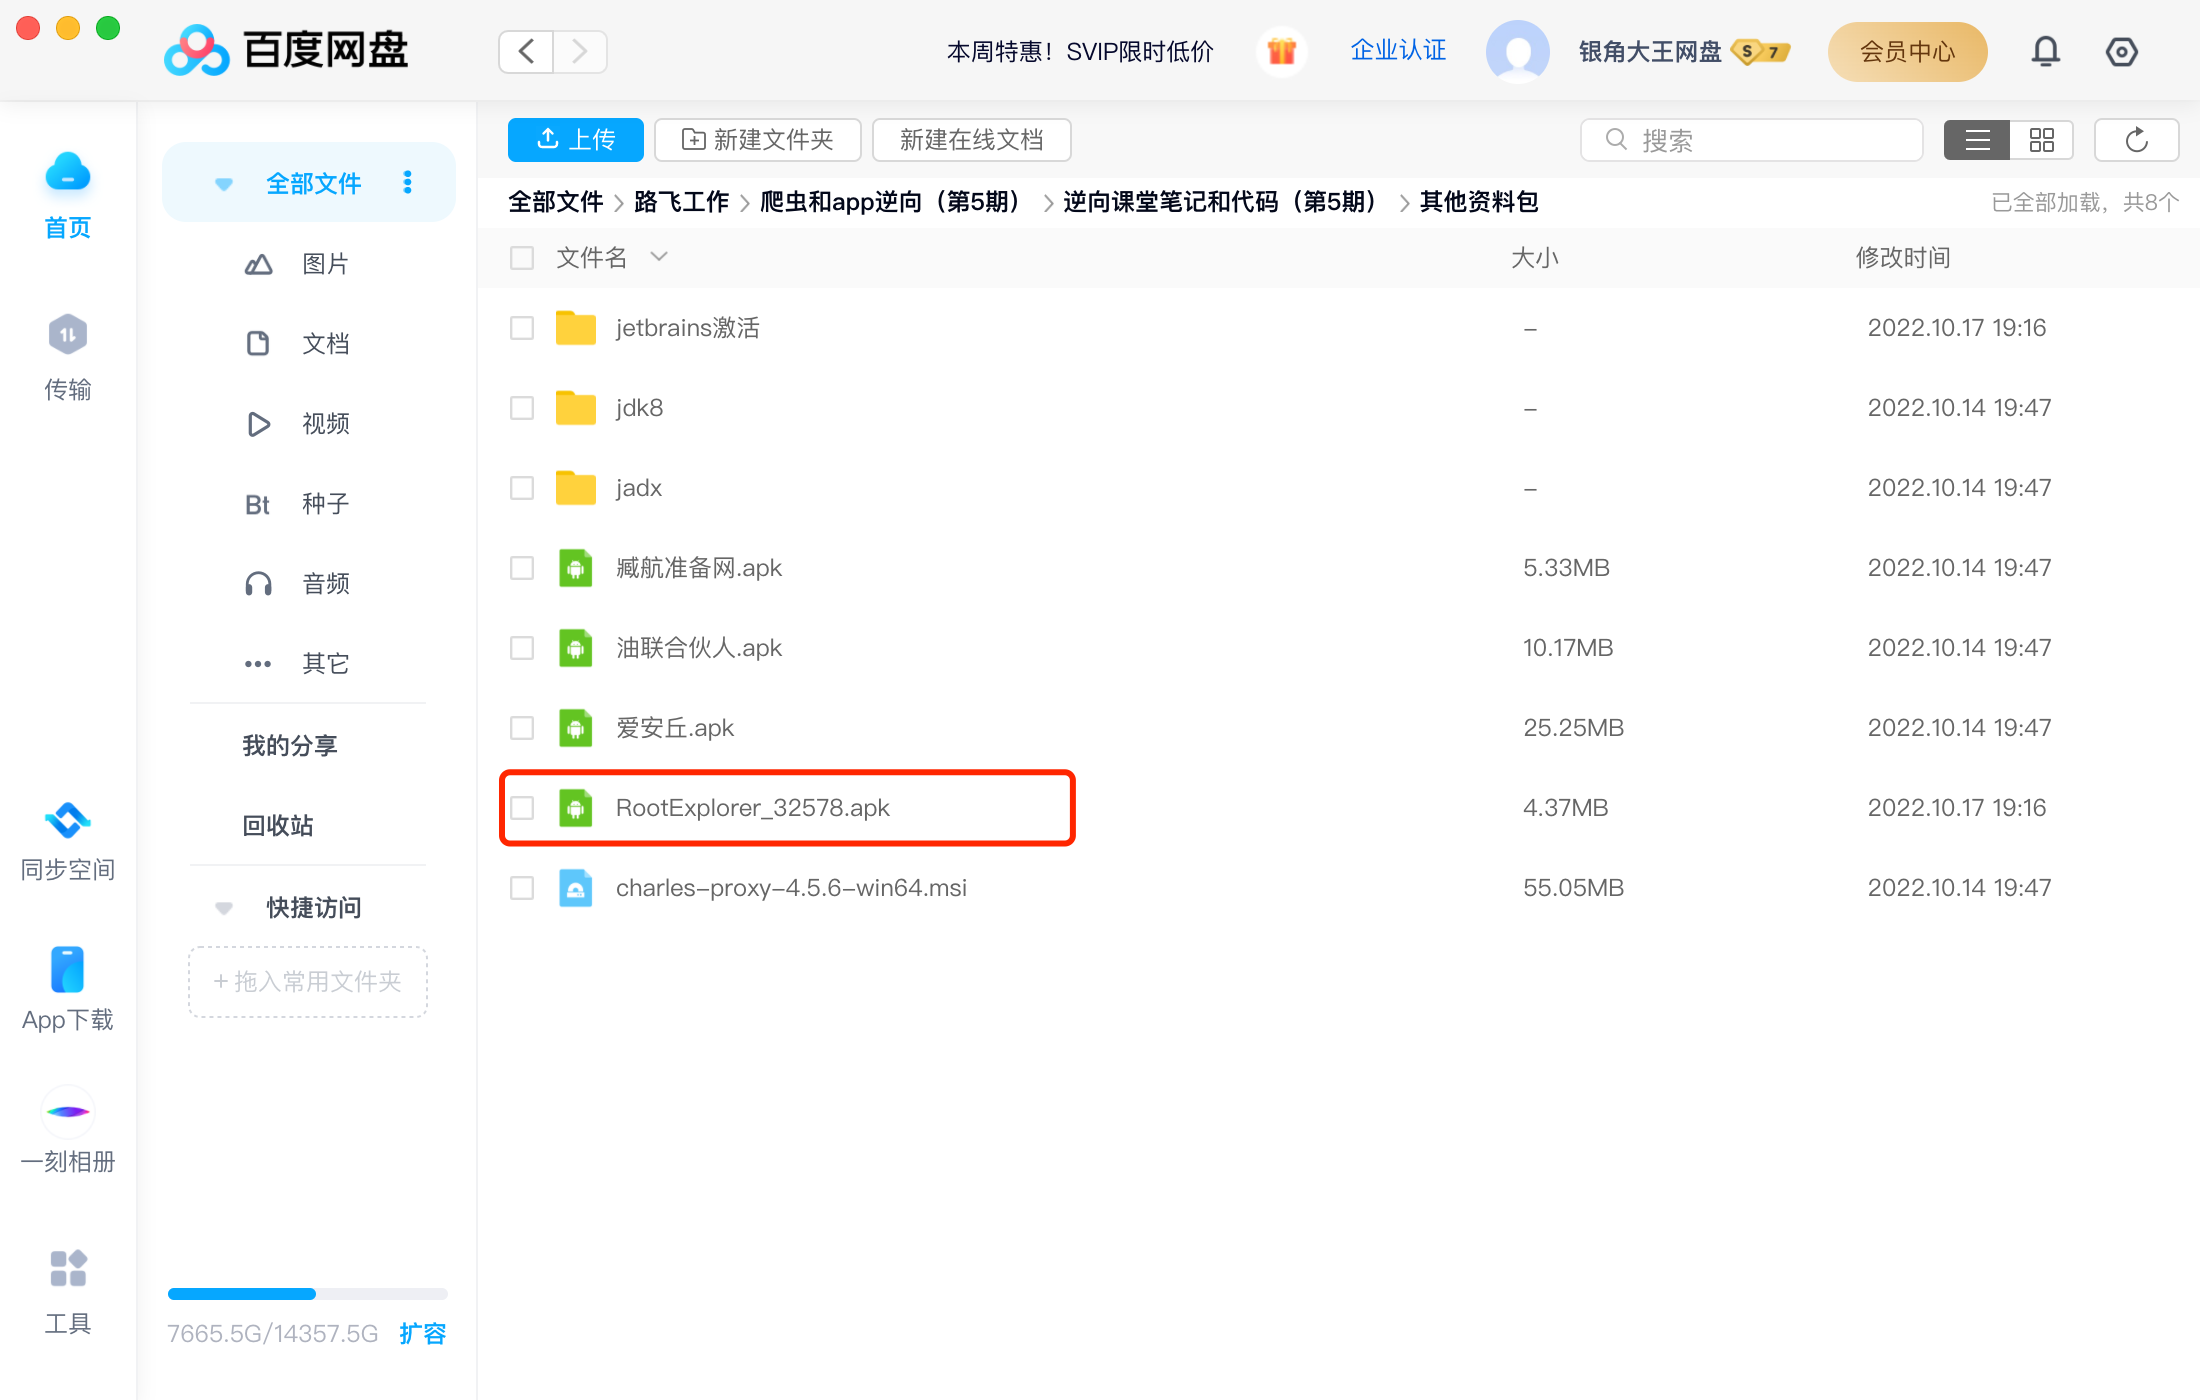 百度网盘
本周特惠！SVIP限时低价
企业认证
银角大王网盘
S 7
会员中心
首页
传输
同步空间
App下载
一刻相册
工具
全部文件
图片
文档
视频
Bt 种子
音频
其它
我的分享
回收站
快捷访问
+ 拖入常用文件夹
7665.5G/14357.5G 扩容
上传
新建文件夹
新建在线文档
搜索
全部文件 > 路飞工作 > 爬虫和app逆向（第5期） > 逆向课堂笔记和代码（第5期） > 其他资料包
已全部加载，共8个
文件名 大小 修改时间
jetbrains激活 – 2022.10.17 19:16
jdk8 – 2022.10.14 19:47
jadx – 2022.10.14 19:47
臧航准备网.apk 5.33MB 2022.10.14 19:47
油联合伙人.apk 10.17MB 2022.10.14 19:47
爱安丘.apk 25.25MB 2022.10.14 19:47
RootExplorer_32578.apk 4.37MB 2022.10.17 19:16
charles-proxy-4.5.6-win64.msi 55.05MB 2022.10.14 19:47